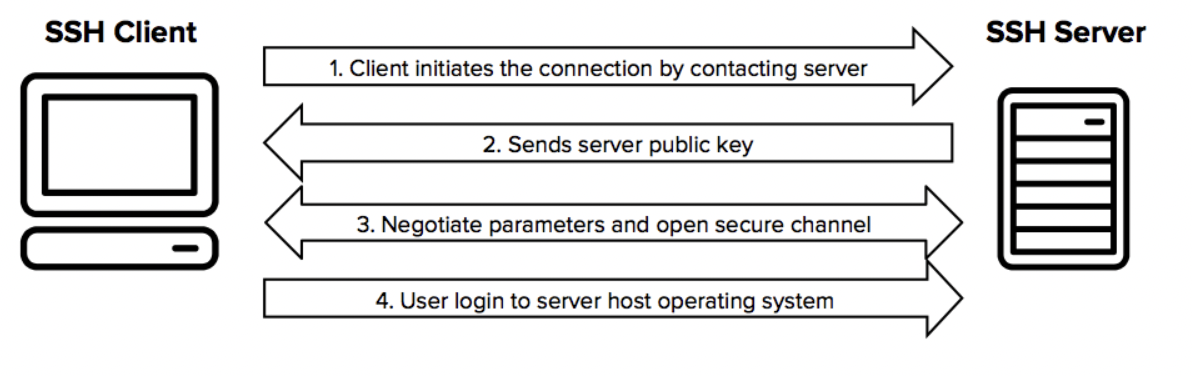 SSH Client
SSH Server
1. Client initiates the connection by contacting server
2. Sends server public key
3. Negotiate parameters and open secure channel
4. User login to server host operating system